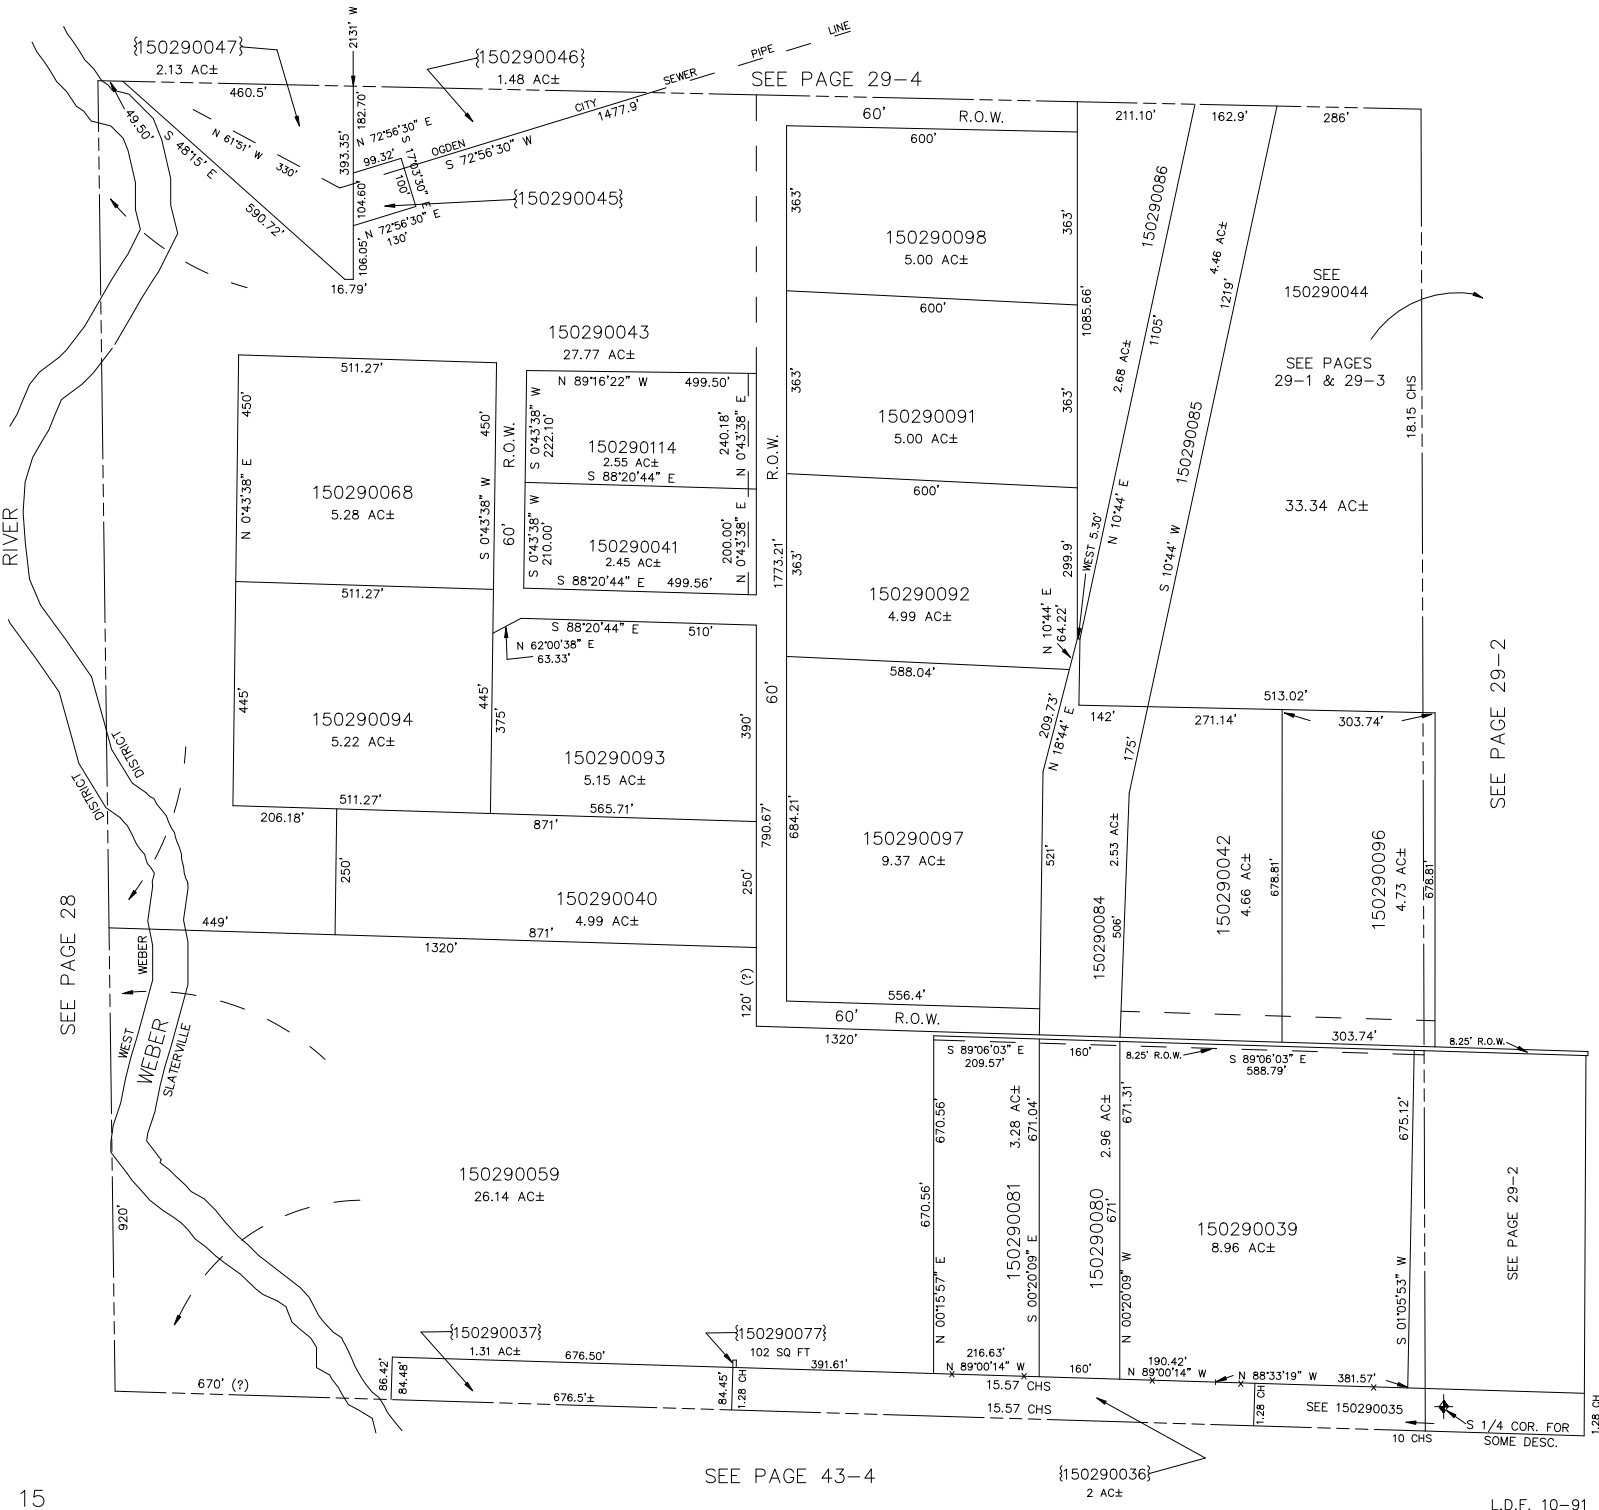 {150290047}
2.13 AC±
2131' W
{150290046}
1.48 AC±
OGDEN CITY SEWER PIPE LINE
SEE PAGE 29-4
460.5'
182.70'
1477.9'
60' R.O.W.
211.10'
162.9'
286'
49.50'
S 48°15' E
590.72'
N 61°51' W 330'
393.35'
N 72°56'30" E
99.32'
S 17°03'30" E
100'
S 72°56'30" W
104.60'
{150290045}
N 72°56'30" E
130'
106.05'
16.79'
600'
363'
150290098
5.00 AC±
363'
150290086
2.68 AC±
1105'
N 10°44' E
4.46 AC±
1219'
150290085
S 10°44' W
SEE
150290044
SEE PAGES
29-1 & 29-3
18.15 CHS
33.34 AC±
150290043
27.77 AC±
600'
1085.66'
363'
150290091
5.00 AC±
363'
511.27'
450'
N 0°43'38" E
150290068
5.28 AC±
450'
S 0°43'38" W
R.O.W.
60'
N 89°16'22" W 499.50'
S 0°43'38" W
222.10'
150290114
2.55 AC±
S 88°20'44" E
240.18'
N 0°43'38" E
S 0°43'38" W
210.00'
150290041
2.45 AC±
200.00'
N 0°43'38" E
S 88°20'44" E 499.56'
R.O.W.
1773.21'
60'
600'
363'
150290092
4.99 AC±
299.9'
WEST 5.30'
N 10°44' E
64.22'
588.04'
RIVER
511.27'
445'
150290094
5.22 AC±
445'
511.27'
S 88°20'44" E 510'
N 62°00'38" E
63.33'
375'
150290093
5.15 AC±
390'
565.71'
209.73'
N 18°44' E
513.02'
142'
271.14'
303.74'
175'
SEE PAGE 29-2
DISTRICT
DISTRICT
206.18'
871'
250'
150290040
4.99 AC±
250'
871'
790.67'
684.21'
150290097
9.37 AC±
521'
2.53 AC±
150290084
506'
150290042
4.66 AC±
678.81'
150290096
4.73 AC±
678.81'
SEE PAGE 28
449'
1320'
120' (?)
WEBER
WEST
WEBER
SLATERVILLE
556.4'
60' R.O.W.
1320'
303.74'
8.25' R.O.W.
S 89°06'03" E
209.57'
160'
8.25' R.O.W.
S 89°06'03" E
588.79'
670.56'
3.28 AC±
671.04'
2.96 AC±
671.31'
675.12'
150290059
26.14 AC±
920'
670.56'
N 00°15'57" E
150290081
S 00°20'09" E
150290080
671'
N 00°20'09" W
150290039
8.96 AC±
S 01°05'53" W
SEE PAGE 29-2
{150290037}
1.31 AC±
{150290077}
102 SQ FT
86.42'
84.48'
676.50'
391.61'
216.63'
N 89°00'14" W
160'
190.42'
N 89°00'14" W
N 88°33'19" W 381.57'
670' (?)
676.5'±
84.45'
1.28 CH
15.57 CHS
15.57 CHS
1.28 CH
SEE 150290035
S 1/4 COR. FOR
SOME DESC.
10 CHS
1.28 CH
{150290036}
2 AC±
SEE PAGE 43-4
15
L.D.F. 10-91